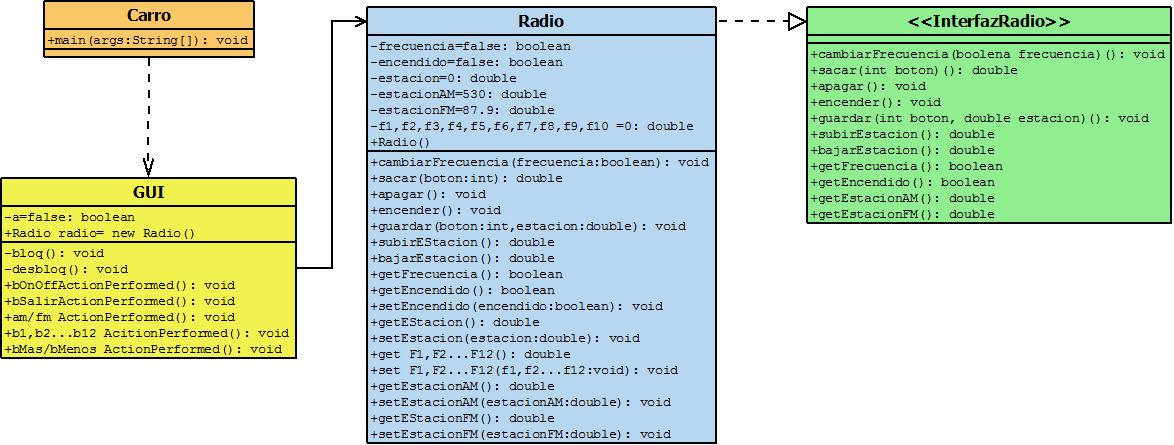 Carro
+main(args:String[]): void
GUI
-a=false: boolean
+Radio radio= new Radio()
-bloq(): void
-desbloq(): void
+bOnOffActionPerformed(): void
+bSalirActionPerformed(): void
+am/fm ActionPerformed(): void
+b1,b2...b12 AcitionPerformed(): void
+bMas/bMenos ActionPerformed(): void
Radio
-frecuencia=false: boolean
-encendido=false: boolean
-estacion=0: double
-estacionAM=530: double
-estacionFM=87.9: double
-f1,f2,f3,f4,f5,f6,f7,f8,f9,f10 =0: double
+Radio()
+cambiarFrecuencia(frecuencia:boolean): void
+sacar(boton:int): double
+apagar(): void
+encender(): void
+guardar(boton:int,estacion:double): void
+subirEStacion(): double
+bajarEstacion(): double
+getFrecuencia(): boolean
+getEncendido(): boolean
+setEncendido(encendido:boolean): void
+getEStacion(): double
+setEstacion(estacion:double): void
+get F1,F2...F12(): double
+set F1,F2...F12(f1,f2...f12:void): void
+getEstacionAM(): double
+setEstacionAM(estacionAM:double): void
+getEStacionFM(): double
+setEstacionFM(estacionFM:double): void
<<InterfazRadio>>
+cambiarFrecuencia(boolena frecuencia)(): void
+sacar(int boton)(): double
+apagar(): void
+encender(): void
+guardar(int boton, double estacion)(): void
+subirEstacion(): double
+bajarEstacion(): double
+getFrecuencia(): boolean
+getEncendido(): boolean
+getEstacionAM(): double
+getEstacionFM(): double